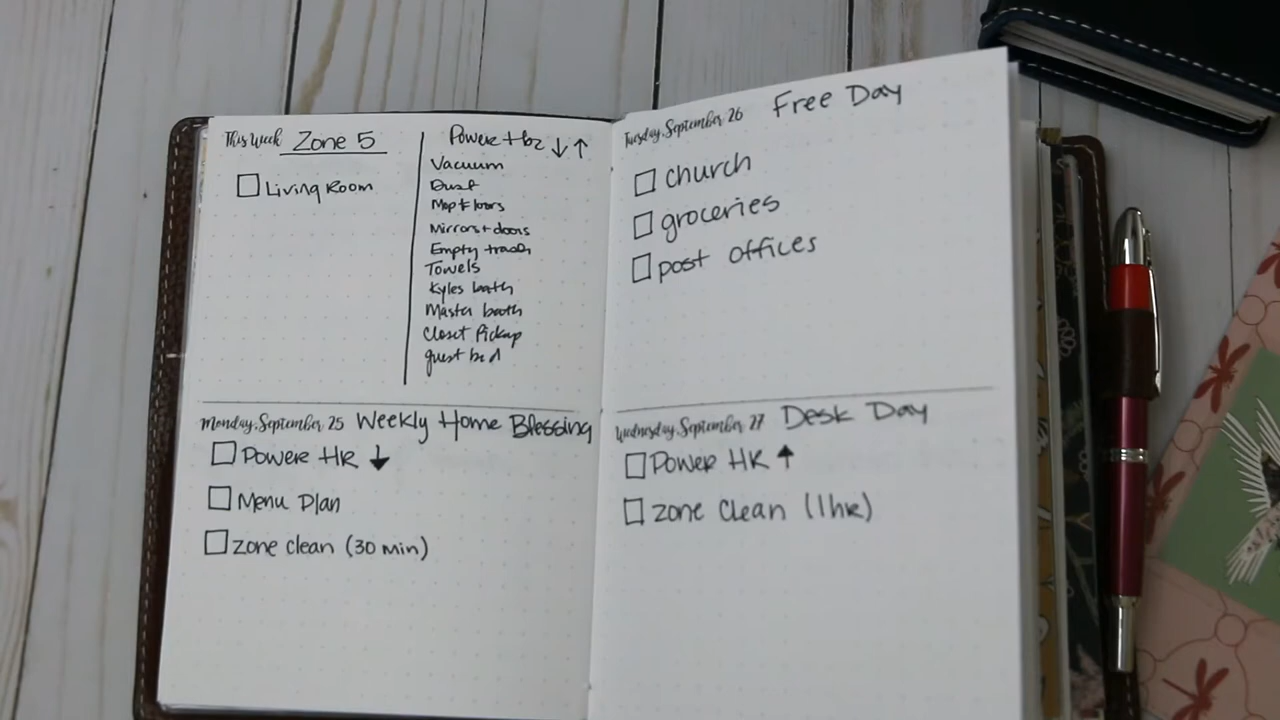 This Week Zone 5
Living Room
Power Hr ↓ ↑
Vacuum
Dust
Mop floors
Mirrors + doors
Empty trash
Towels
Kyles bath
Master bath
Closet Pickup
guest bed
Monday, September 25 Weekly Home Blessing
Power HR ↓
Menu Plan
Zone clean (30 min)
Tuesday, September 26 Free Day
church
groceries
post offices
Wednesday, September 27 Desk Day
Power HR ↑
Zone Clean (1 hr)